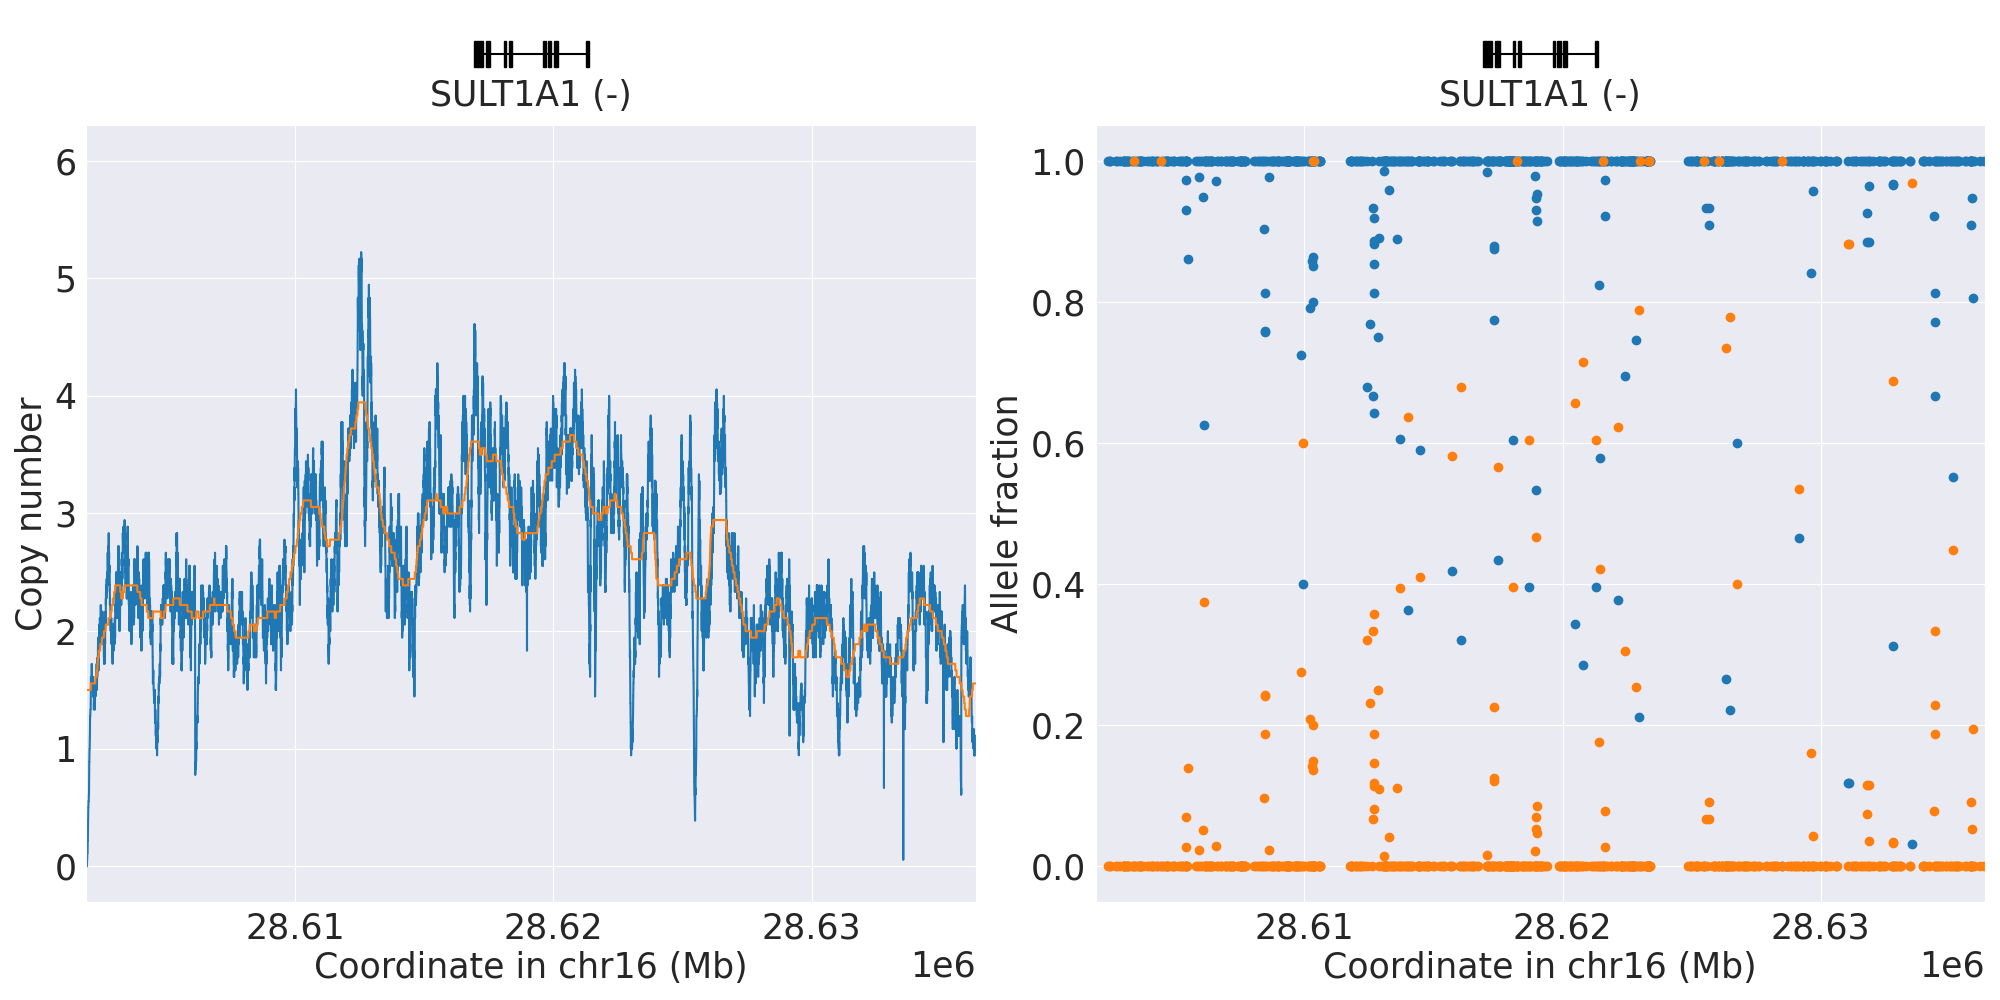 SULT1A1 (-)
6
5
4
3
2
1
0
Copy number
28.61
28.62
28.63
Coordinate in chr16 (Mb)
1e6
SULT1A1 (-)
1.0
0.8
0.6
0.4
0.2
0.0
Allele fraction
28.61
28.62
28.63
Coordinate in chr16 (Mb)
1e6